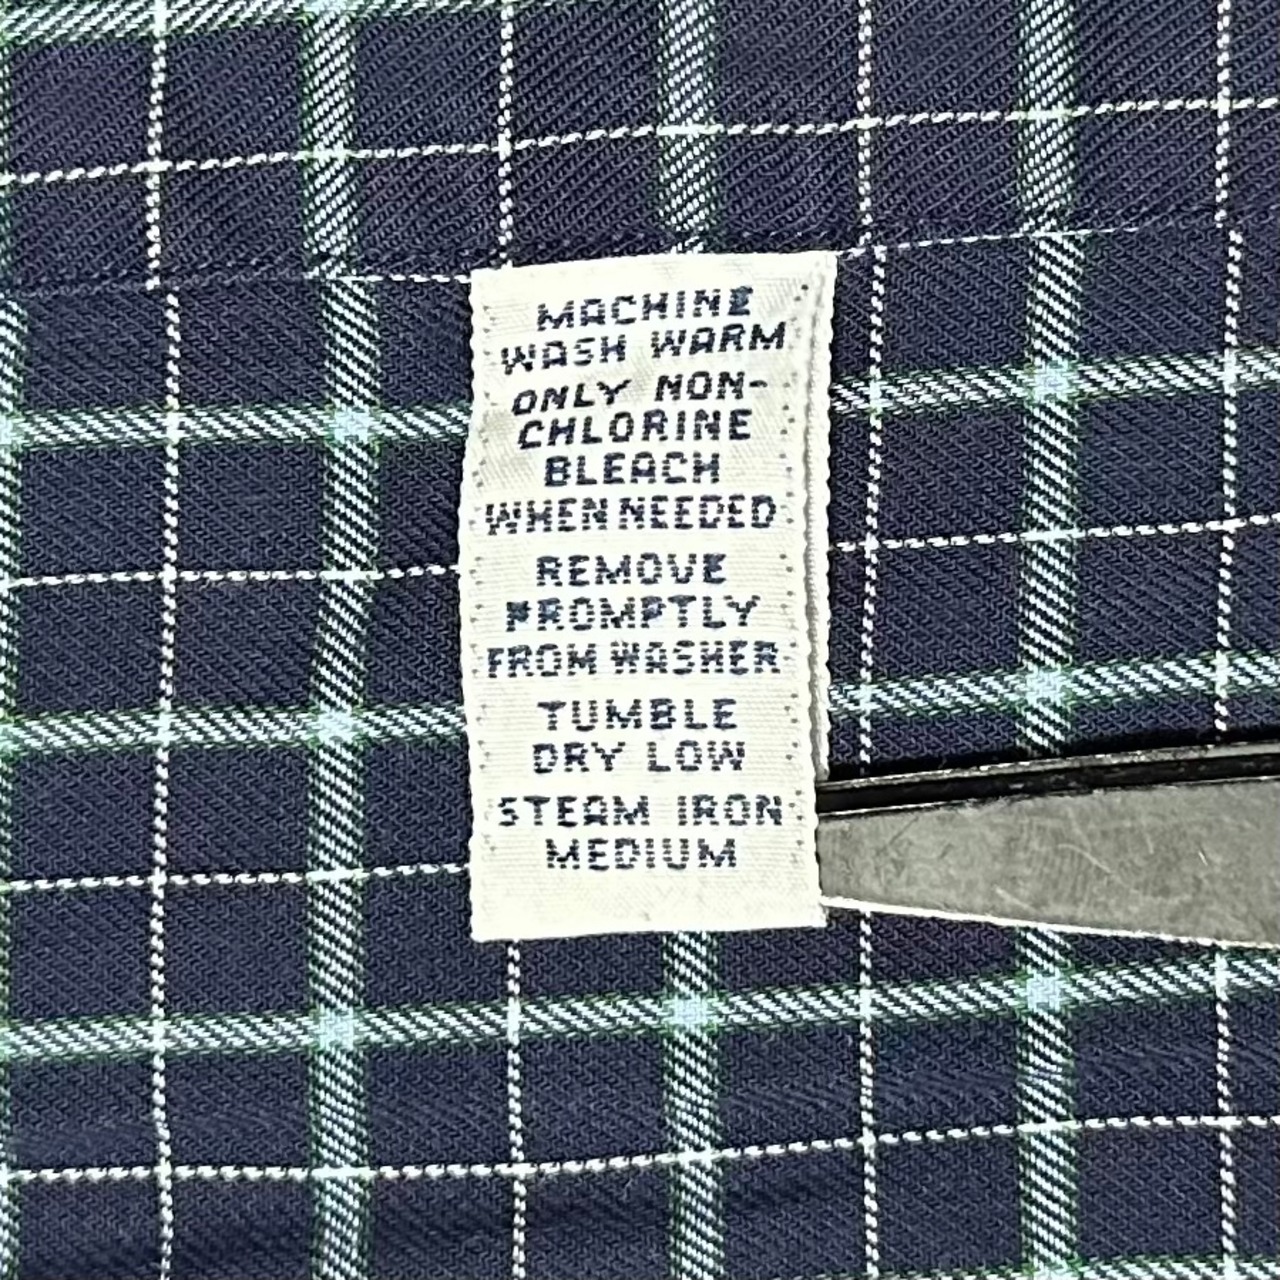 MACHINE
WASH WARM
ONLY NON-
CHLORINE
BLEACH
WHEN NEEDED
REMOVE
PROMPTLY
FROM WASHER
TUMBLE
DRY LOW
STEAM IRON
MEDIUM